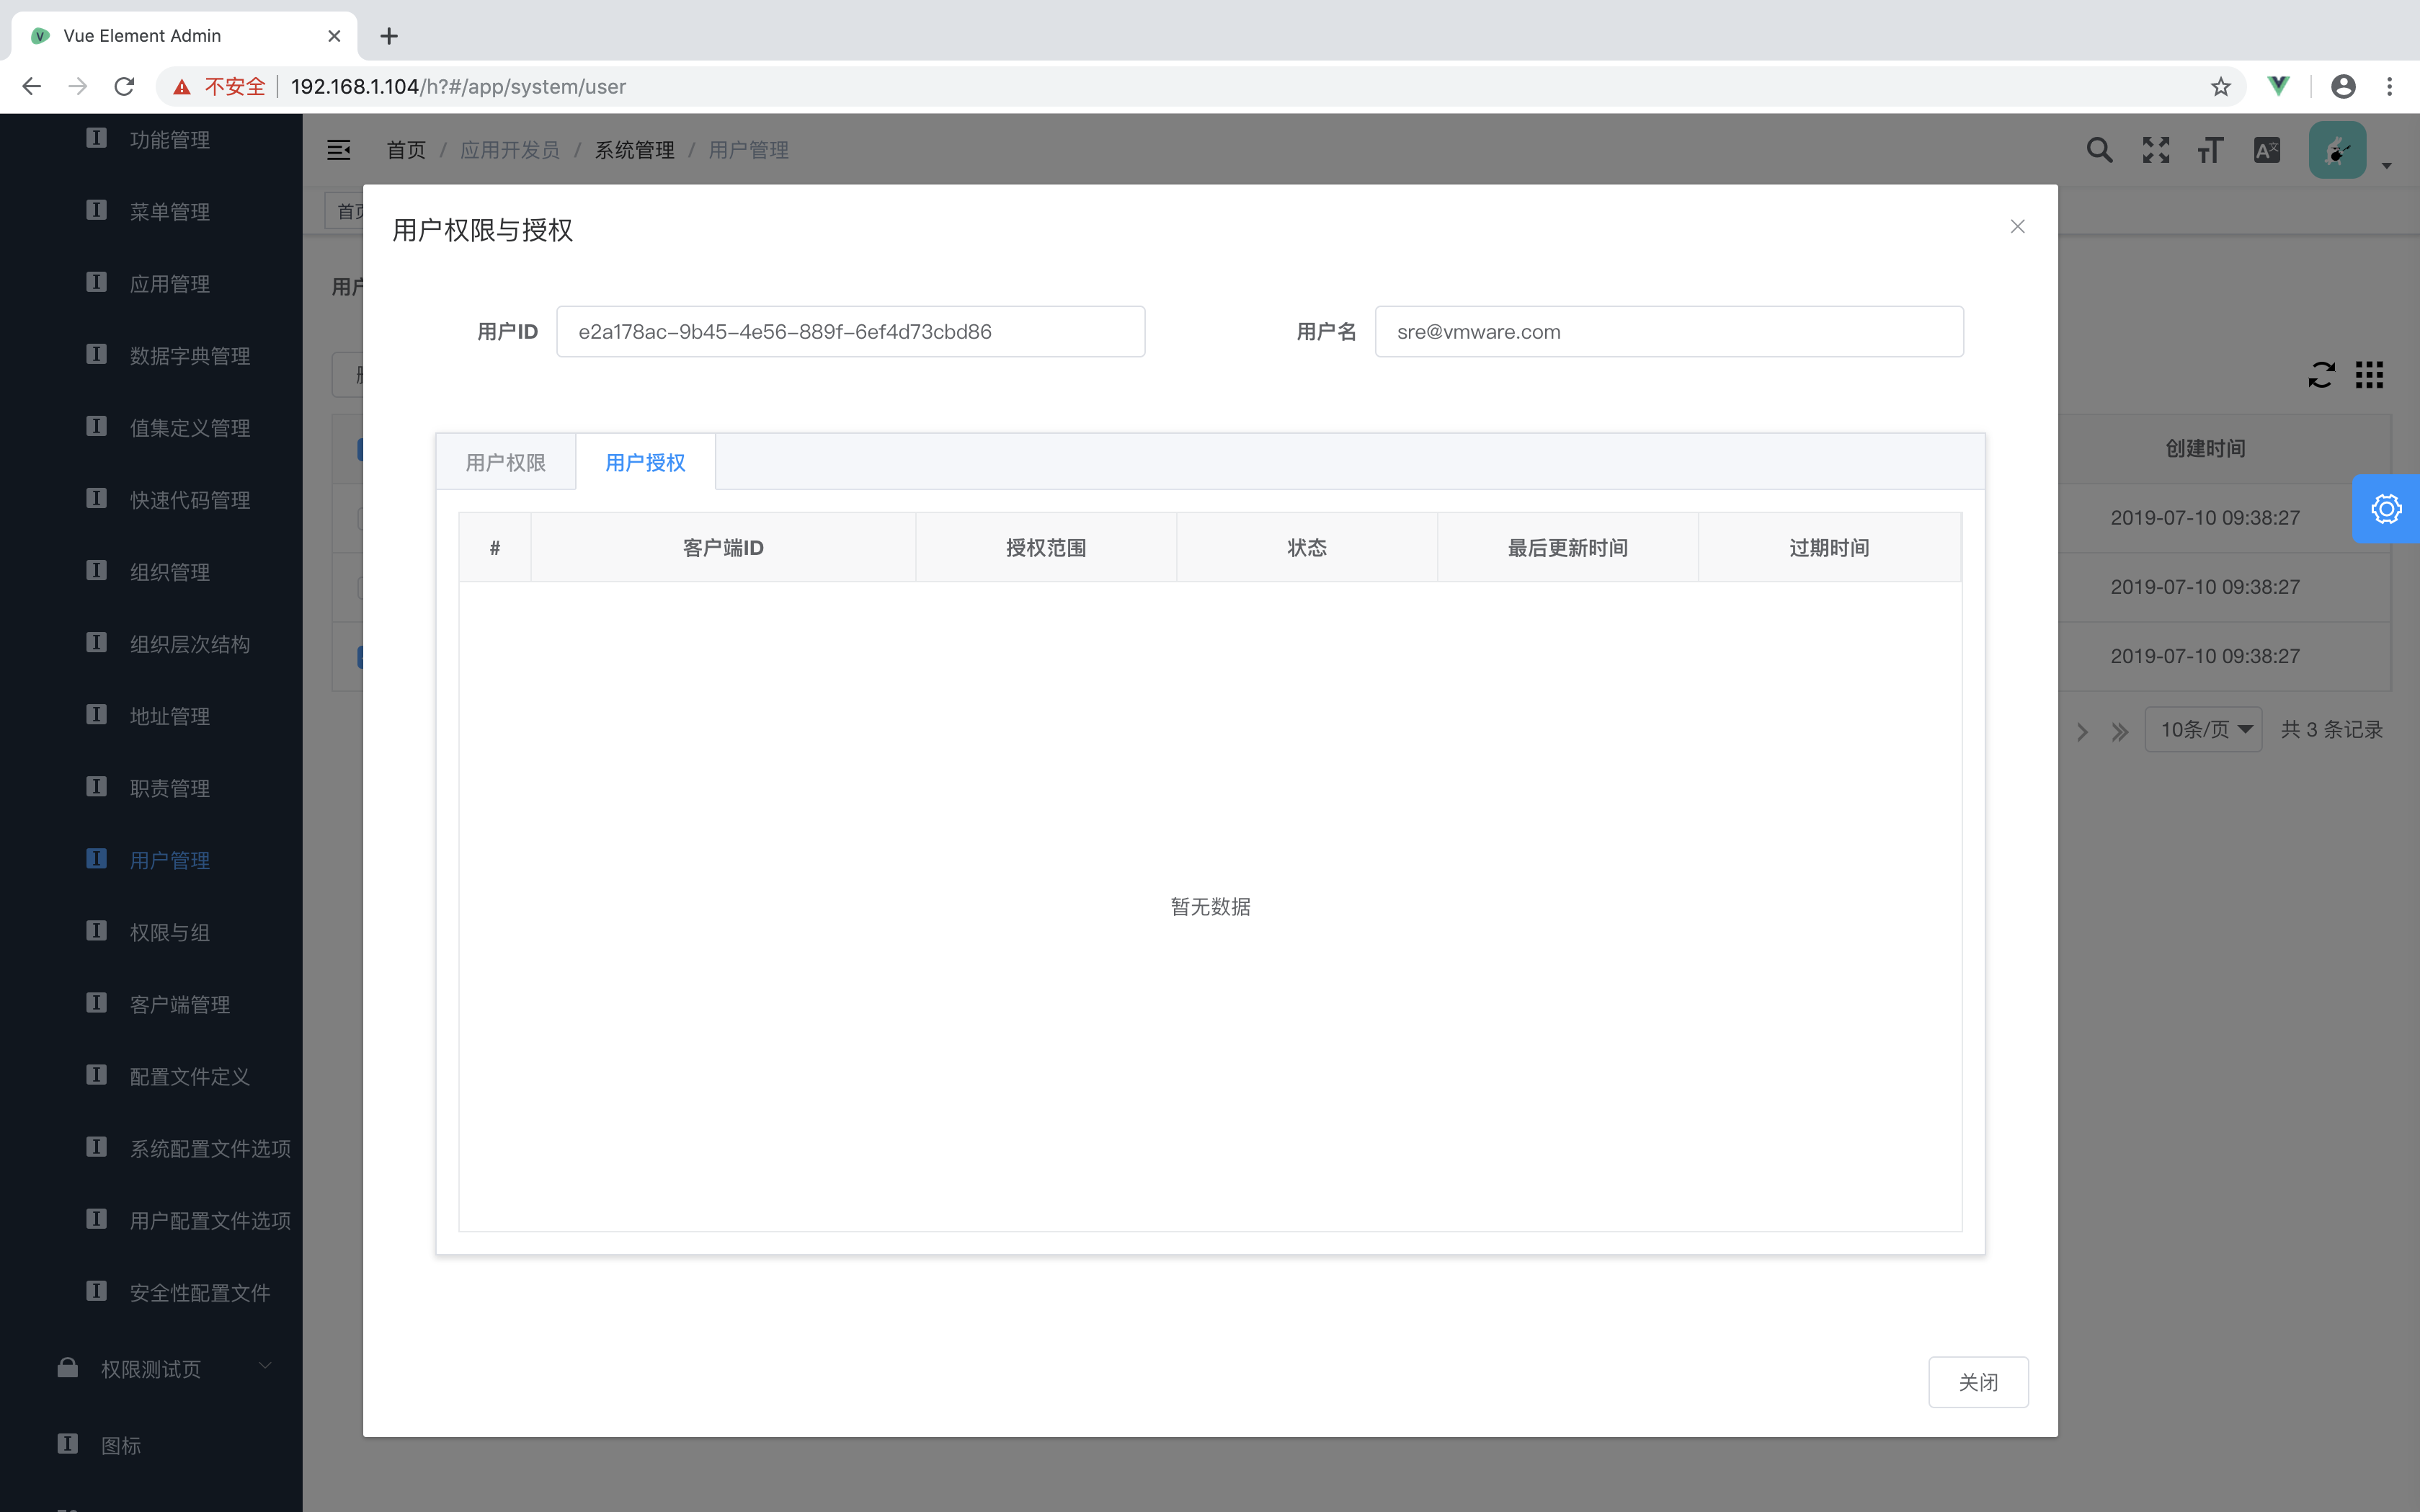 Vue Element Admin
不安全 192.168.1.104/h?#/app/system/user
功能管理
菜单管理
应用管理
数据字典管理
值集定义管理
快速代码管理
组织管理
组织层次结构
地址管理
职责管理
用户管理
权限与组
客户端管理
配置文件定义
系统配置文件选项
用户配置文件选项
安全性配置文件
权限测试页
图标
首页 / 应用开发员 / 系统管理 / 用户管理
首页
用户
用户权限与授权
用户ID e2a178ac-9b45-4e56-889f-6ef4d73cbd86 用户名 sre@vmware.com
用户权限 用户授权
# 客户端ID 授权范围 状态 最后更新时间 过期时间
暂无数据
关闭
创建时间
2019-07-10 09:38:27
2019-07-10 09:38:27
2019-07-10 09:38:27
10条/页 共 3 条记录